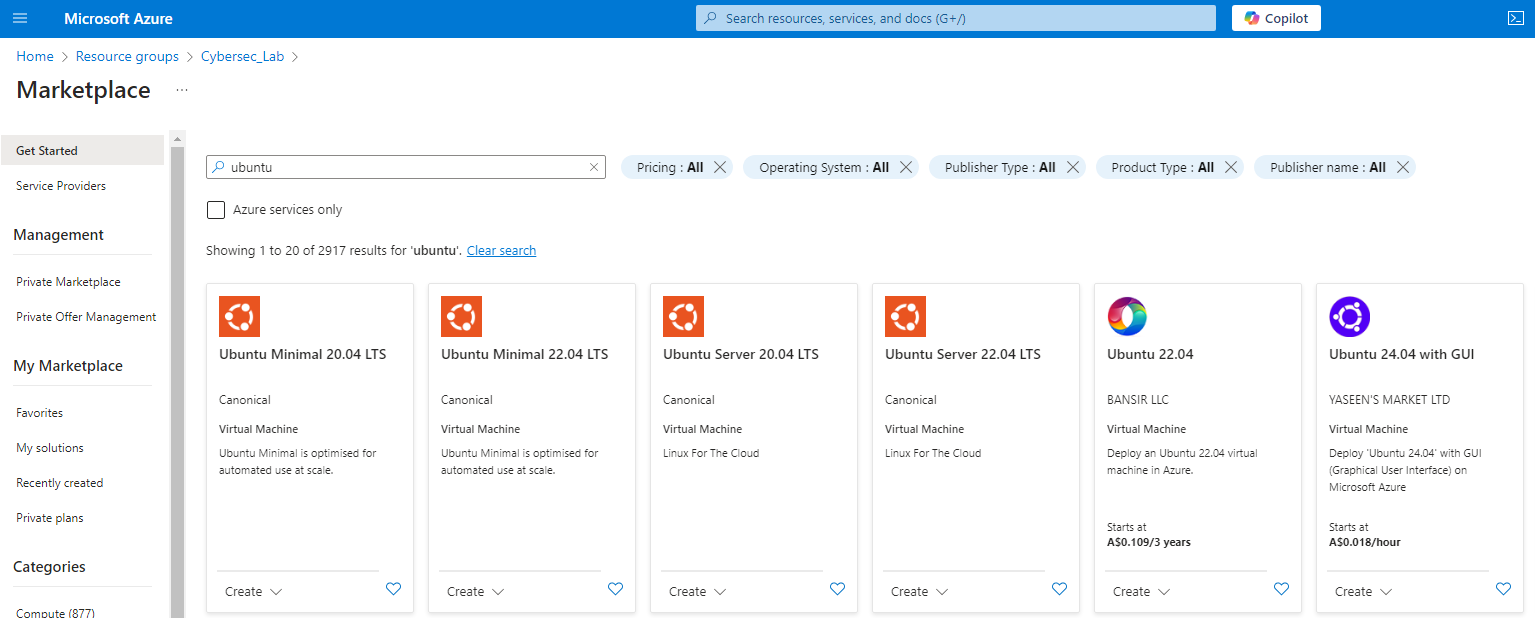 Microsoft Azure
Search resources, services, and docs (G+/)
Copilot
Home > Resource groups > Cybersec_Lab >
Marketplace ...
Get Started
Service Providers
Management
Private Marketplace
Private Offer Management
My Marketplace
Favorites
My solutions
Recently created
Private plans
Categories
Compute (877)
ubuntu
Pricing : All
Operating System : All
Publisher Type : All
Product Type : All
Publisher name : All
Azure services only
Showing 1 to 20 of 2917 results for 'ubuntu'. Clear search
Ubuntu Minimal 20.04 LTS
Canonical
Virtual Machine
Ubuntu Minimal is optimised for
automated use at scale.
Create
Ubuntu Minimal 22.04 LTS
Canonical
Virtual Machine
Ubuntu Minimal is optimised for
automated use at scale.
Create
Ubuntu Server 20.04 LTS
Canonical
Virtual Machine
Linux For The Cloud
Create
Ubuntu Server 22.04 LTS
Canonical
Virtual Machine
Linux For The Cloud
Create
Ubuntu 22.04
BANSIR LLC
Virtual Machine
Deploy an Ubuntu 22.04 virtual
machine in Azure.
Starts at
A$0.109/3 years
Create
Ubuntu 24.04 with GUI
YASEEN'S MARKET LTD
Virtual Machine
Deploy 'Ubuntu 24.04' with GUI
(Graphical User Interface) on
Microsoft Azure
Starts at
A$0.018/hour
Create